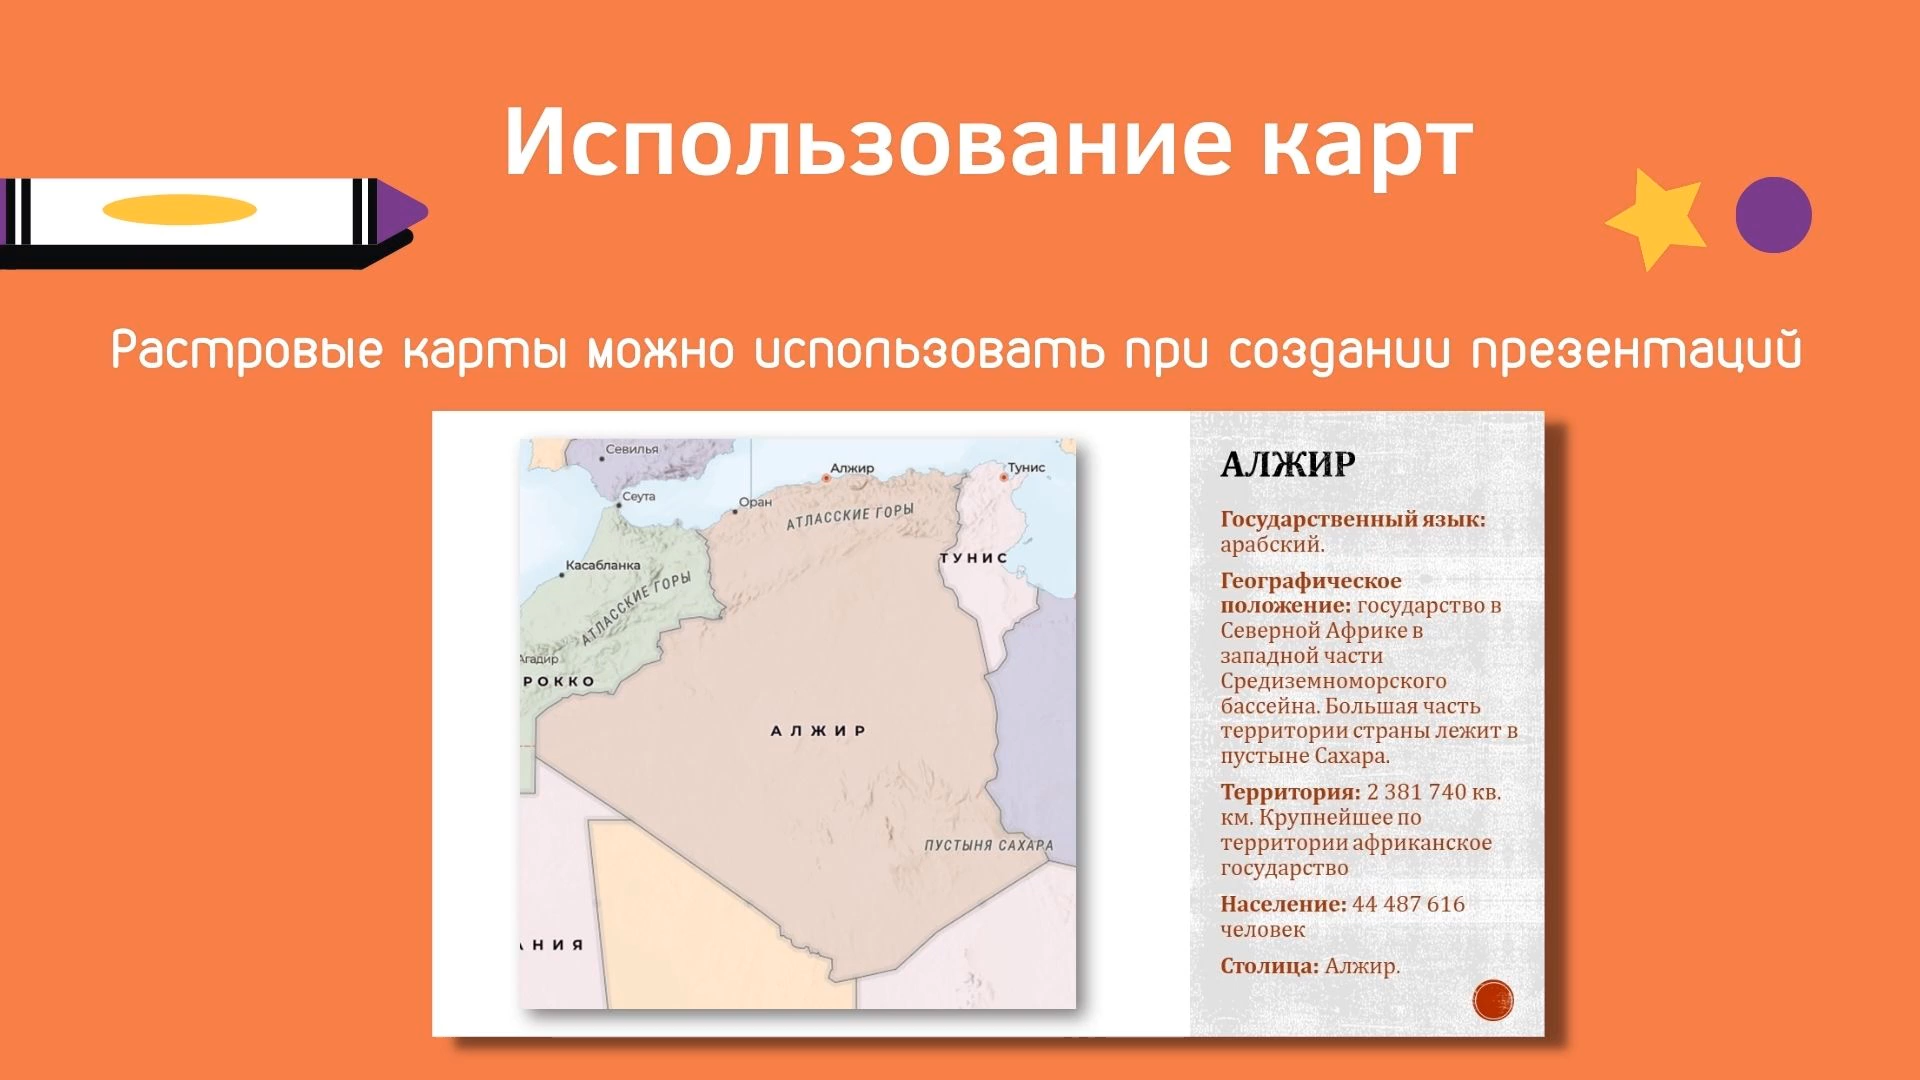 Использование карт
Растровые карты можно использовать при создании презентаций
Севилья
Алжир
Тунис
Сеута
Оран
АТЛАССКИЕ ГОРЫ
ТУНИС
Касабланка
АТЛАССКИЕ ГОРЫ
Агадир
РОККО
АЛЖИР
ПУСТЫНЯ САХАРА
АНИЯ
АЛЖИР
Государственный язык:
арабский.
Географическое
положение: государство в
Северной Африке в
западной части
Средиземноморского
бассейна. Большая часть
территории страны лежит в
пустыне Сахара.
Территория: 2 381 740 кв.
км. Крупнейшее по
территории африканское
государство
Население: 44 487 616
человек
Столица: Алжир.